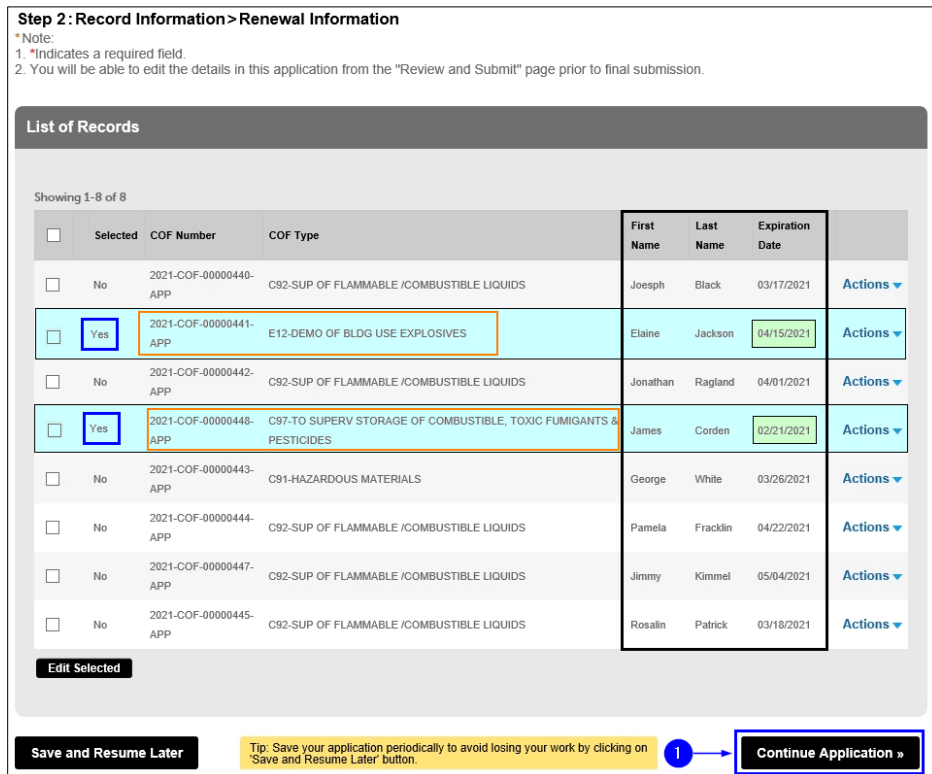 Step 2: Record Information>Renewal Information
*Note:
1. *Indicates a required field.
2. You will be able to edit the details in this application from the "Review and Submit" page prior to final submission.
List of Records
Showing 1-8 of 8
Selected COF Number COF Type First Name Last Name Expiration Date
No 2021-COF-00000440-APP C92-SUP OF FLAMMABLE /COMBUSTIBLE LIQUIDS Joesph Black 03/17/2021 Actions
Yes 2021-COF-00000441-APP E12-DEMO OF BLDG USE EXPLOSIVES Elaine Jackson 04/15/2021 Actions
No 2021-COF-00000442-APP C92-SUP OF FLAMMABLE /COMBUSTIBLE LIQUIDS Jonathan Ragland 04/01/2021 Actions
Yes 2021-COF-00000448-APP C97-TO SUPERV STORAGE OF COMBUSTIBLE, TOXIC FUMIGANTS & PESTICIDES James Corden 02/21/2021 Actions
No 2021-COF-00000443-APP C91-HAZARDOUS MATERIALS George White 03/26/2021 Actions
No 2021-COF-00000444-APP C92-SUP OF FLAMMABLE /COMBUSTIBLE LIQUIDS Pamela Fracklin 04/22/2021 Actions
No 2021-COF-00000447-APP C92-SUP OF FLAMMABLE /COMBUSTIBLE LIQUIDS Jimmy Kimmel 05/04/2021 Actions
No 2021-COF-00000445-APP C92-SUP OF FLAMMABLE /COMBUSTIBLE LIQUIDS Rosalin Patrick 03/18/2021 Actions
Edit Selected
Save and Resume Later
Tip: Save your application periodically to avoid losing your work by clicking on
'Save and Resume Later' button.
1
Continue Application »